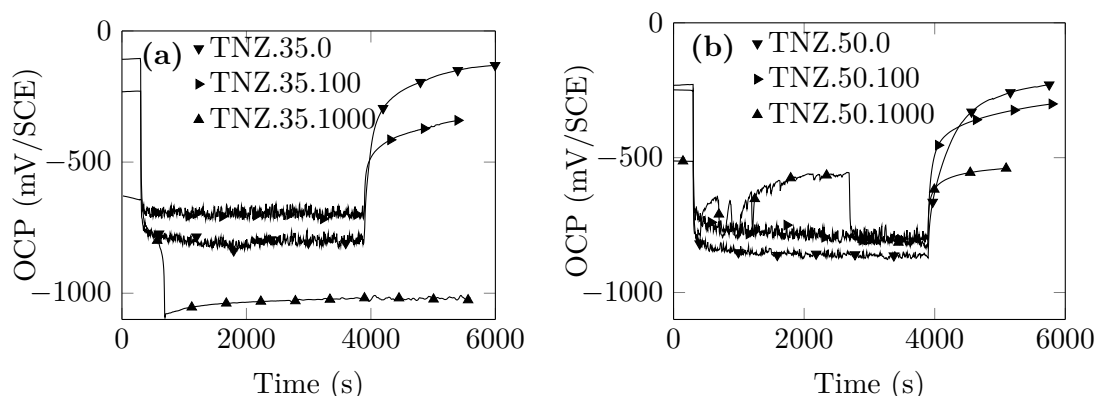 0
−500
−1000
OCP (mV/SCE)
(a)
TNZ.35.0
TNZ.35.100
TNZ.35.1000
0 2000 4000 6000
Time (s)
0
−500
−1000
OCP (mV/SCE)
(b)
TNZ.50.0
TNZ.50.100
TNZ.50.1000
0 2000 4000 6000
Time (s)